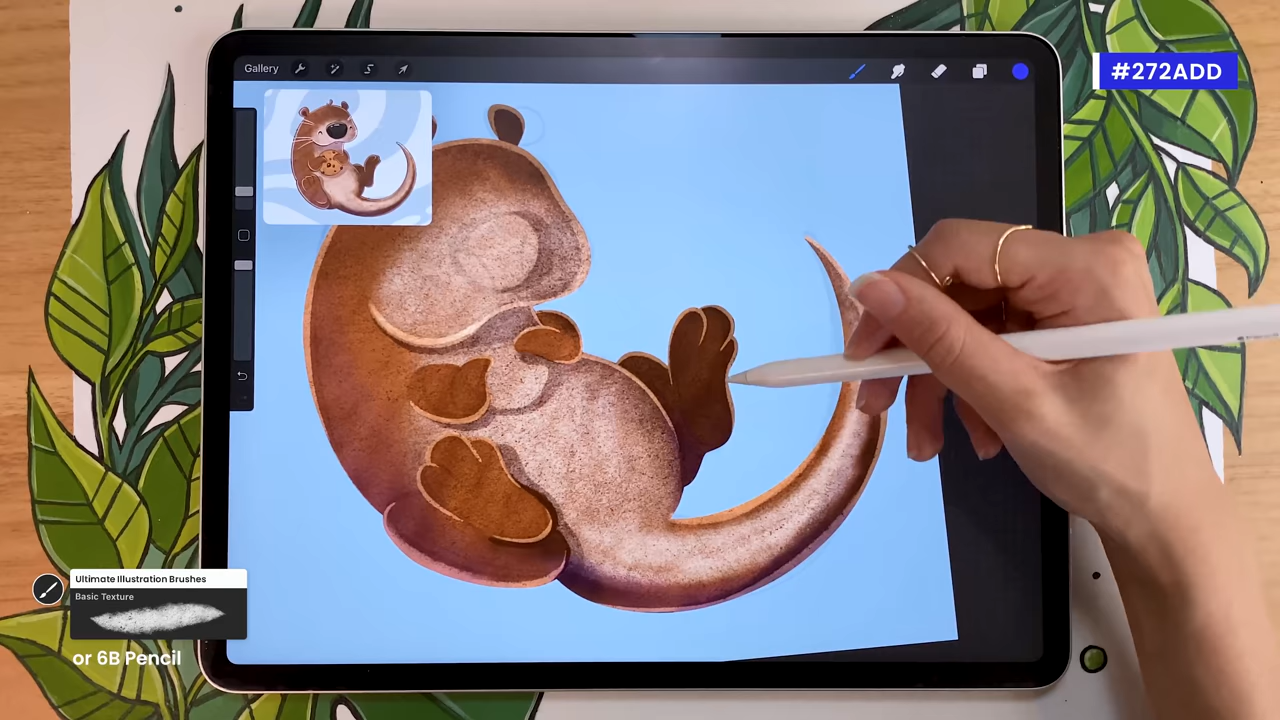 Gallery
#272ADD
Ultimate Illustration Brushes
Basic Texture
or 6B Pencil